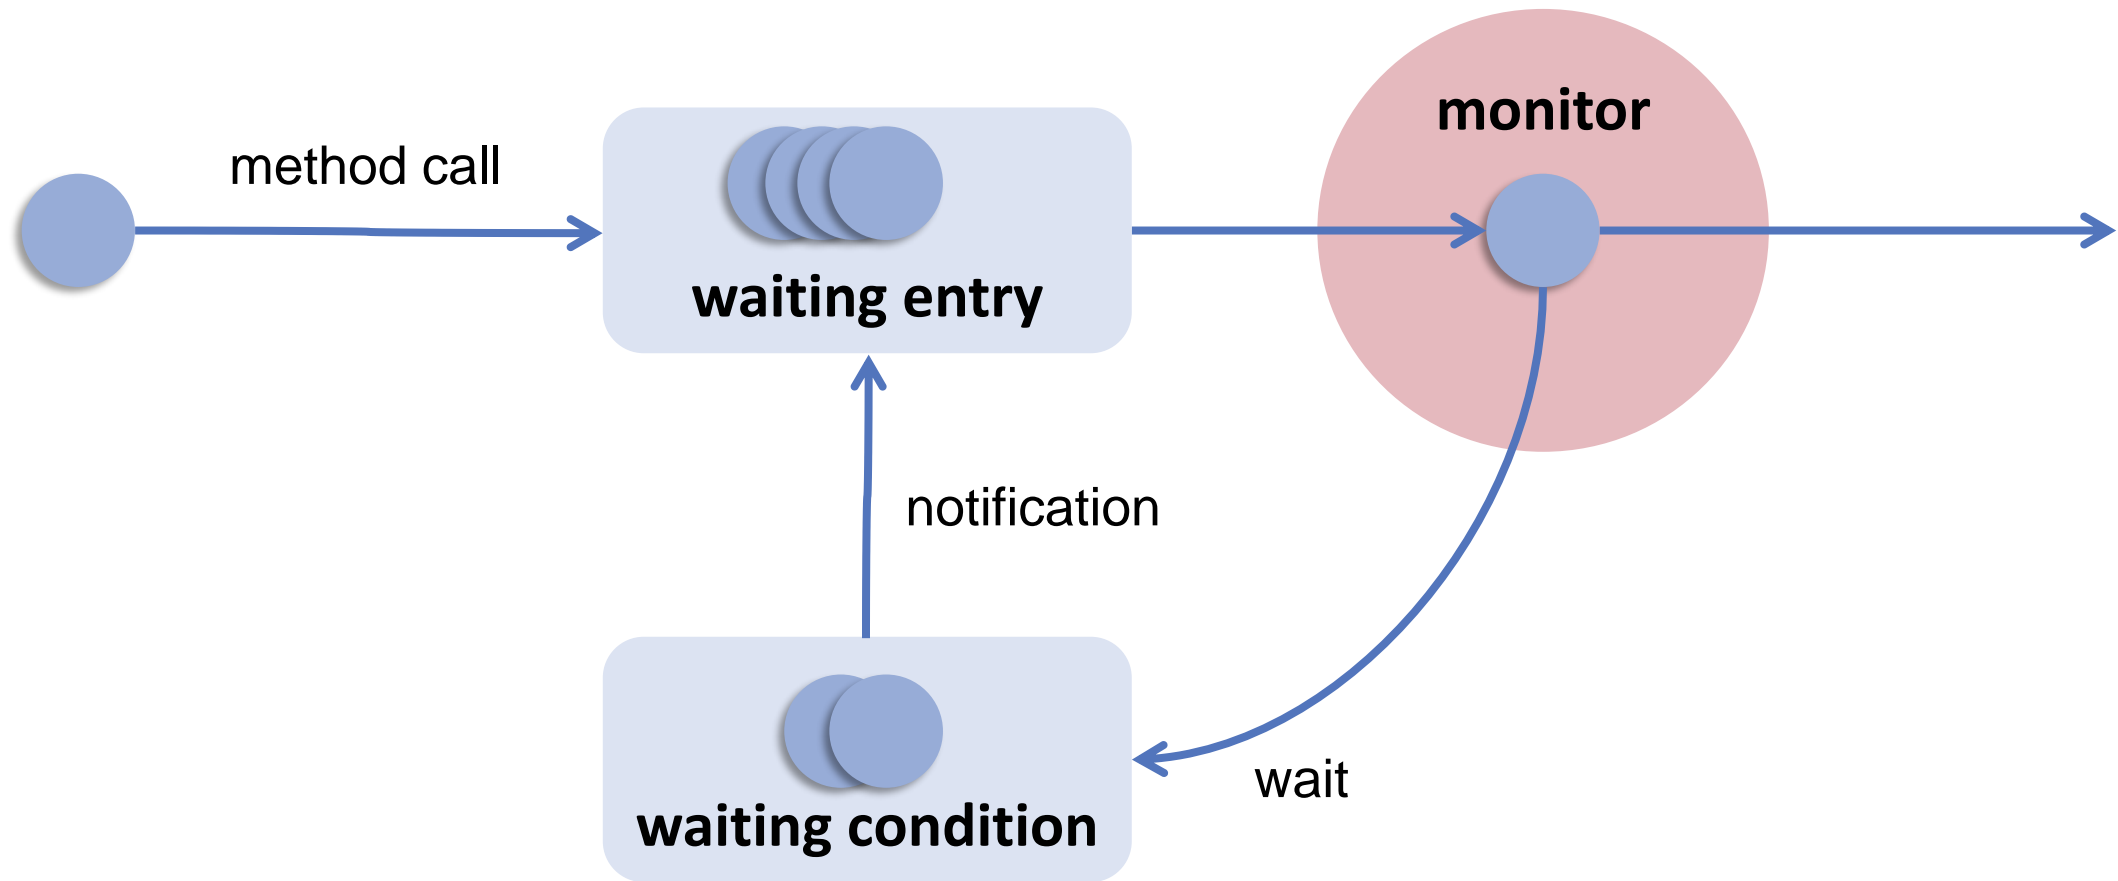 monitor
method call
waiting entry
notification
wait
waiting condition